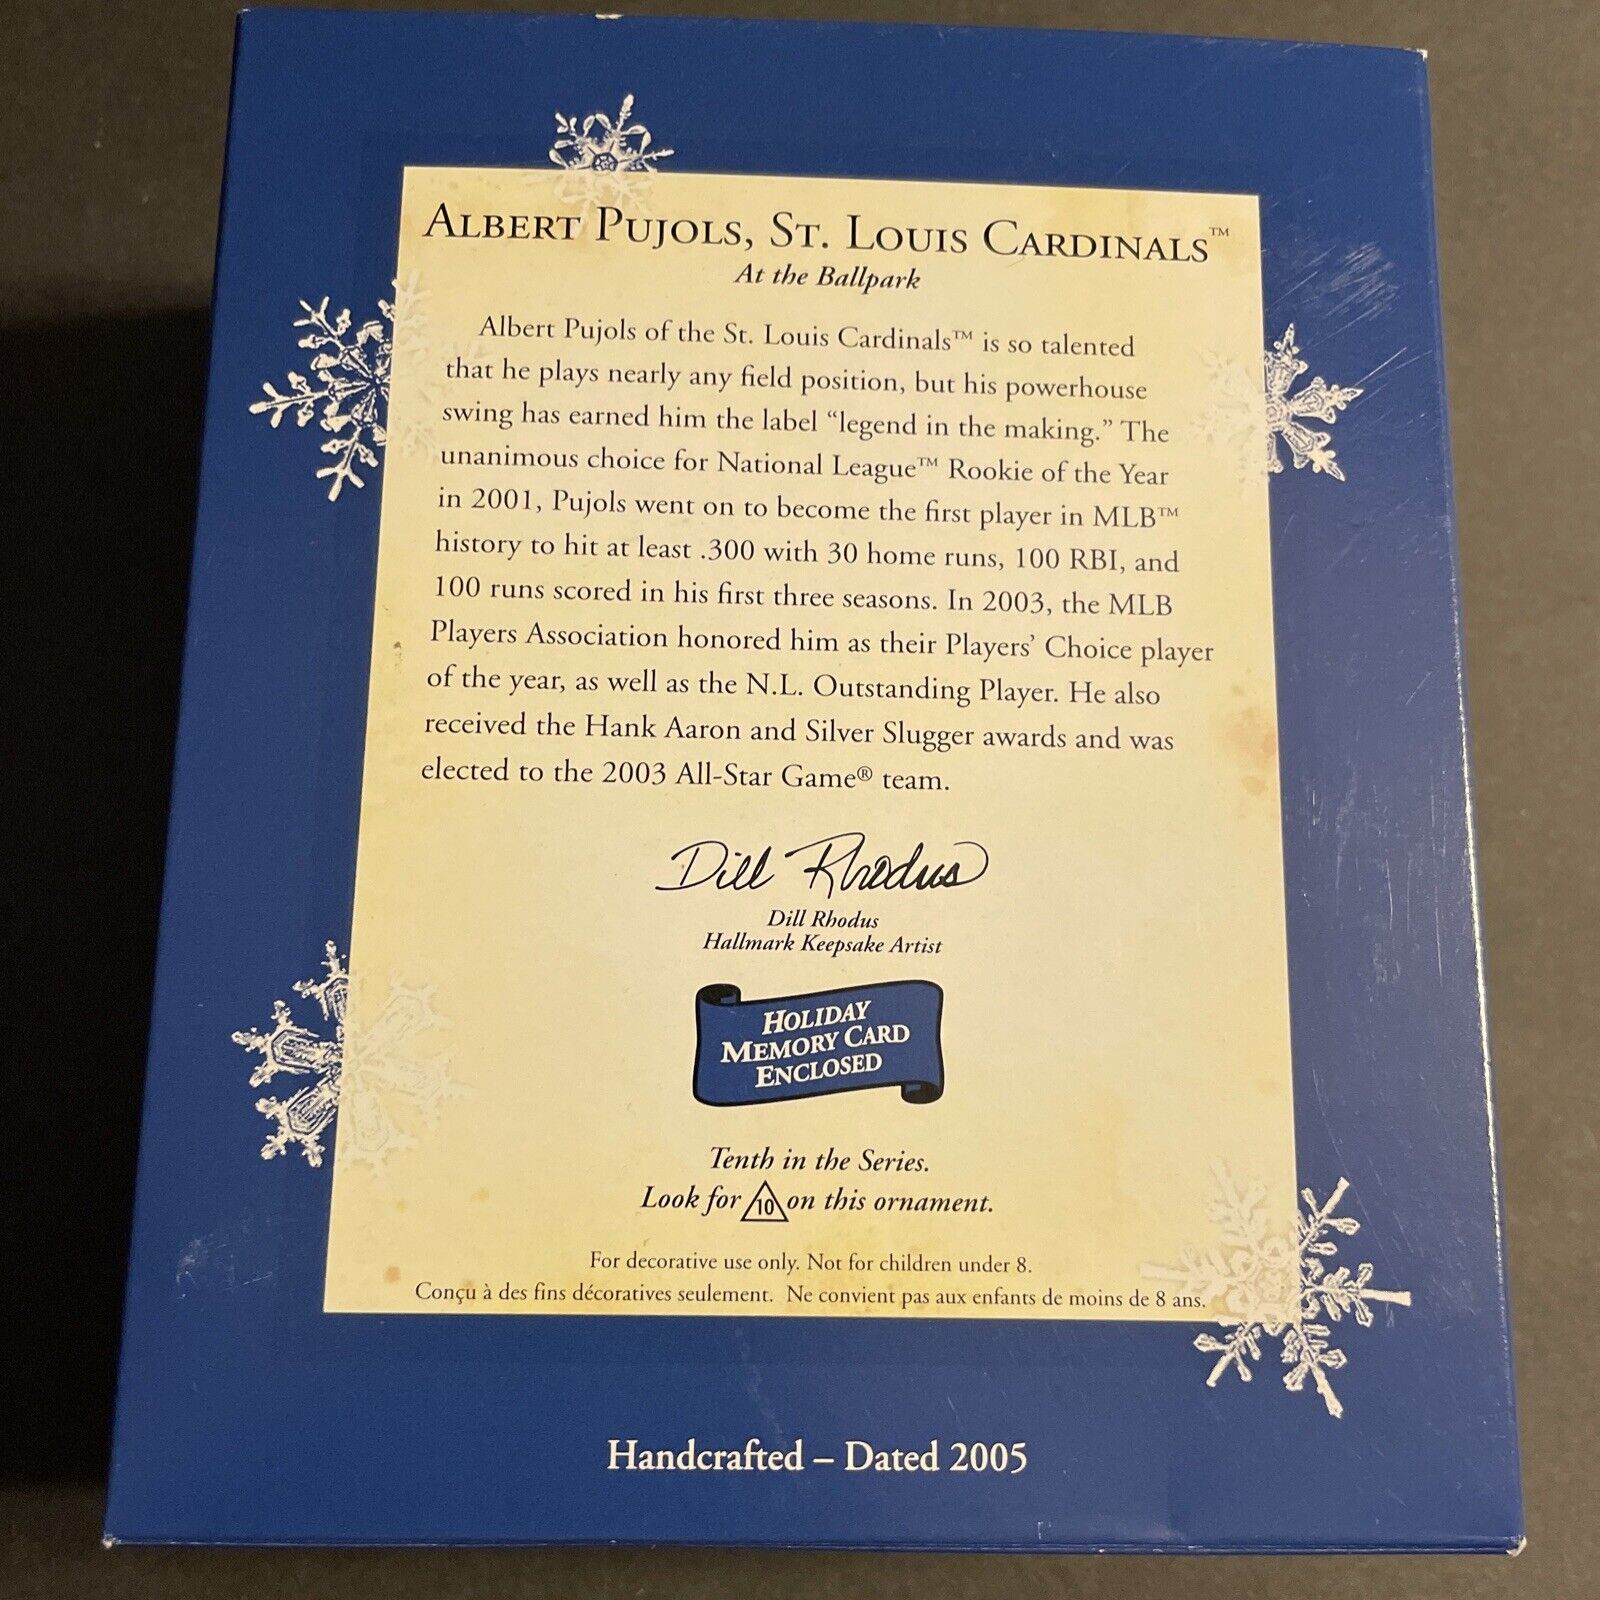 ALBERT PUJOLS, ST. LOUIS CARDINALS™
At the Ballpark
Albert Pujols of the St. Louis Cardinals™ is so talented
that he plays nearly any field position, but his powerhouse
swing has earned him the label “legend in the making.” The
unanimous choice for National League™ Rookie of the Year
in 2001, Pujols went on to become the first player in MLB™
history to hit at least .300 with 30 home runs, 100 RBI, and
100 runs scored in his first three seasons. In 2003, the MLB
Players Association honored him as their Players’ Choice player
of the year, as well as the N.L. Outstanding Player. He also
received the Hank Aaron and Silver Slugger awards and was
elected to the 2003 All-Star Game® team.
Dill Rhodus
Dill Rhodus
Hallmark Keepsake Artist
HOLIDAY
MEMORY CARD
ENCLOSED
Tenth in the Series.
Look for 10 on this ornament.
For decorative use only. Not for children under 8.
Conçu à des fins décoratives seulement. Ne convient pas aux enfants de moins de 8 ans.
Handcrafted – Dated 2005